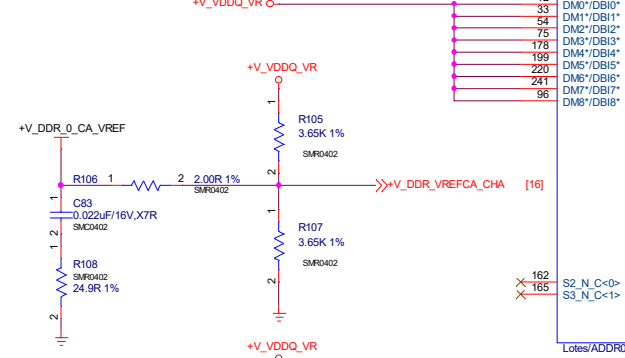 +V_VDDQ_VR
DM0*/DBI0*
33 DM1*/DBI1*
54 DM2*/DBI2*
75 DM3*/DBI3*
178 DM4*/DBI4*
199 DM5*/DBI5*
220 DM6*/DBI6*
241 DM7*/DBI7*
96 DM8*/DBI8*
+V_VDDQ_VR
1
R105
3.65K 1%
SMR0402
2
+V_DDR_0_CA_VREF
R106 1 2 2.00R 1%
SMR0402
+V_DDR_VREFCA_CHA [16]
1
C83
0.022uF/16V,X7R
SMC0402
2
1
R107
3.65K 1%
SMR0402
2
1
R108
SMR0402
24.9R 1%
2
162 S2_N_C<0>
165 S3_N_C<1>
+V_VDDQ_VR
Lotes/ADDR0